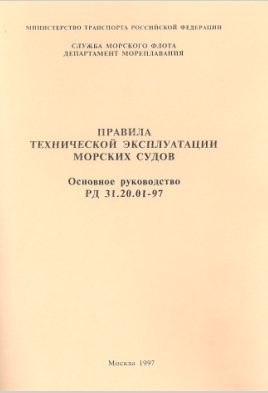 МИНИСТЕРСТВО ТРАНСПОРТА РОССИЙСКОЙ ФЕДЕРАЦИИ
СЛУЖБА МОРСКОГО ФЛОТА
ДЕПАРТАМЕНТ МОРЕПЛАВАНИЯ
ПРАВИЛА
ТЕХНИЧЕСКОЙ ЭКСПЛУАТАЦИИ
МОРСКИХ СУДОВ
Основное руководство
РД 31.20.01-97
Москва 1997